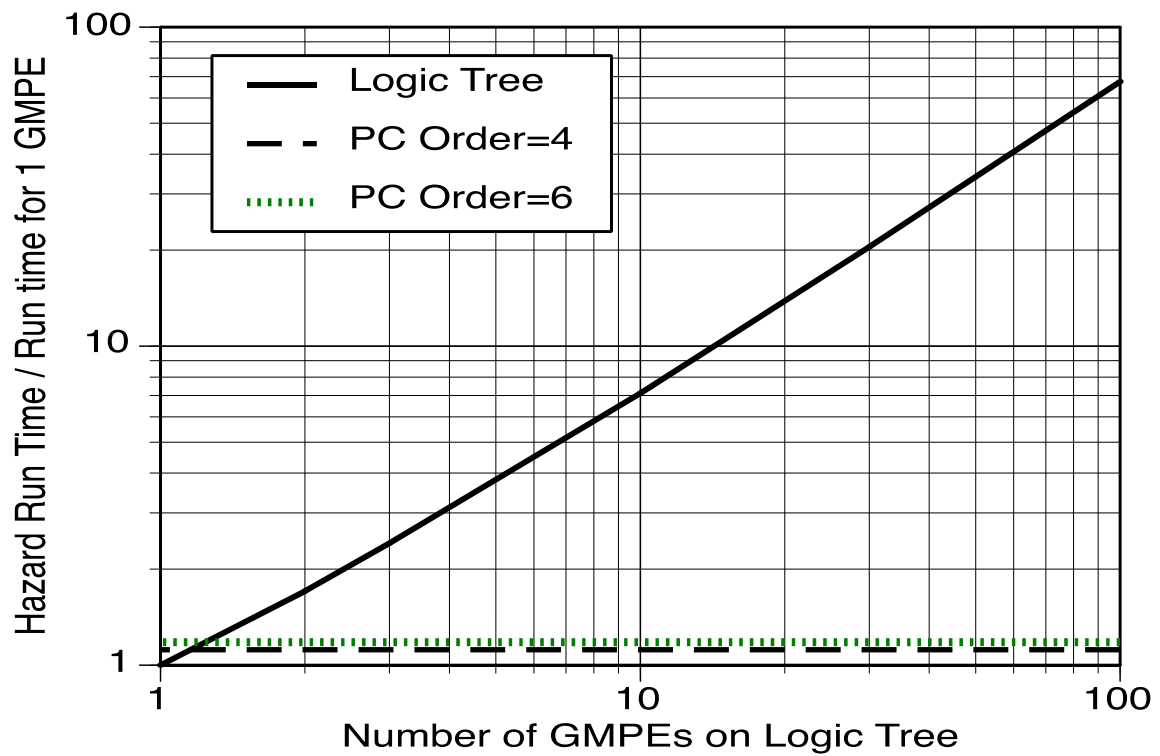 100
10
1
Hazard Run Time / Run time for 1 GMPE
Logic Tree
PC Order=4
PC Order=6
1
10
100
Number of GMPEs on Logic Tree